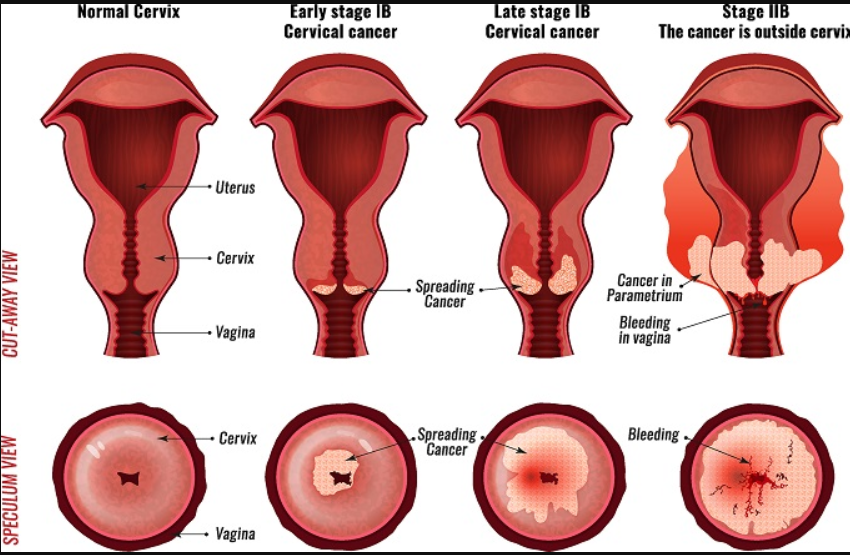 Normal Cervix
Early stage IB
Cervical cancer
Late stage IB
Cervical cancer
Stage IIB
The cancer is outside cervix
CUT-AWAY VIEW
Uterus
Cervix
Vagina
Spreading
Cancer
Cancer in
Parametrium
Bleeding
in vagina
SPECULUM VIEW
Cervix
Vagina
Spreading
Cancer
Bleeding